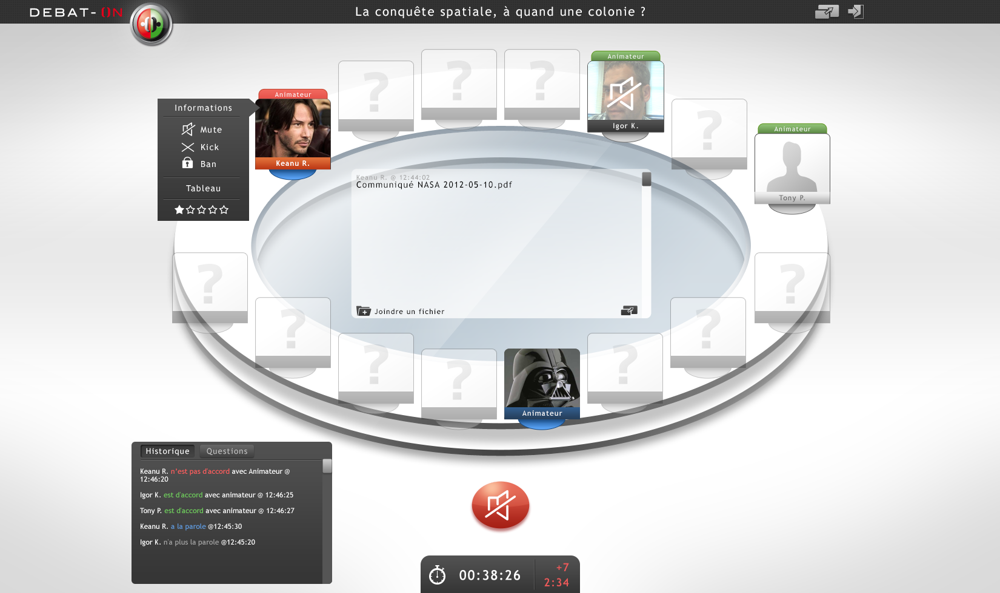 DEBAT-ON
La conquête spatiale, à quand une colonie ?
Animateur
Igor K.
Animateur
Keanu R.
Informations
Mute
Kick
Ban
Tableau
Animateur
Tony P.
Keanu R. @ 12:44:02
Communiqué NASA 2012-05-10.pdf
Joindre un fichier
Animateur
Historique
Questions
Keanu R. n'est pas d'accord avec Animateur @
12:46:20
Igor K. est d'accord avec animateur @ 12:46:25
Tony P. est d'accord avec animateur @ 12:46:27
Keanu R. a la parole @12:45:30
Igor K. n'a plus la parole @12:45:20
00:38:26
+7
2:34